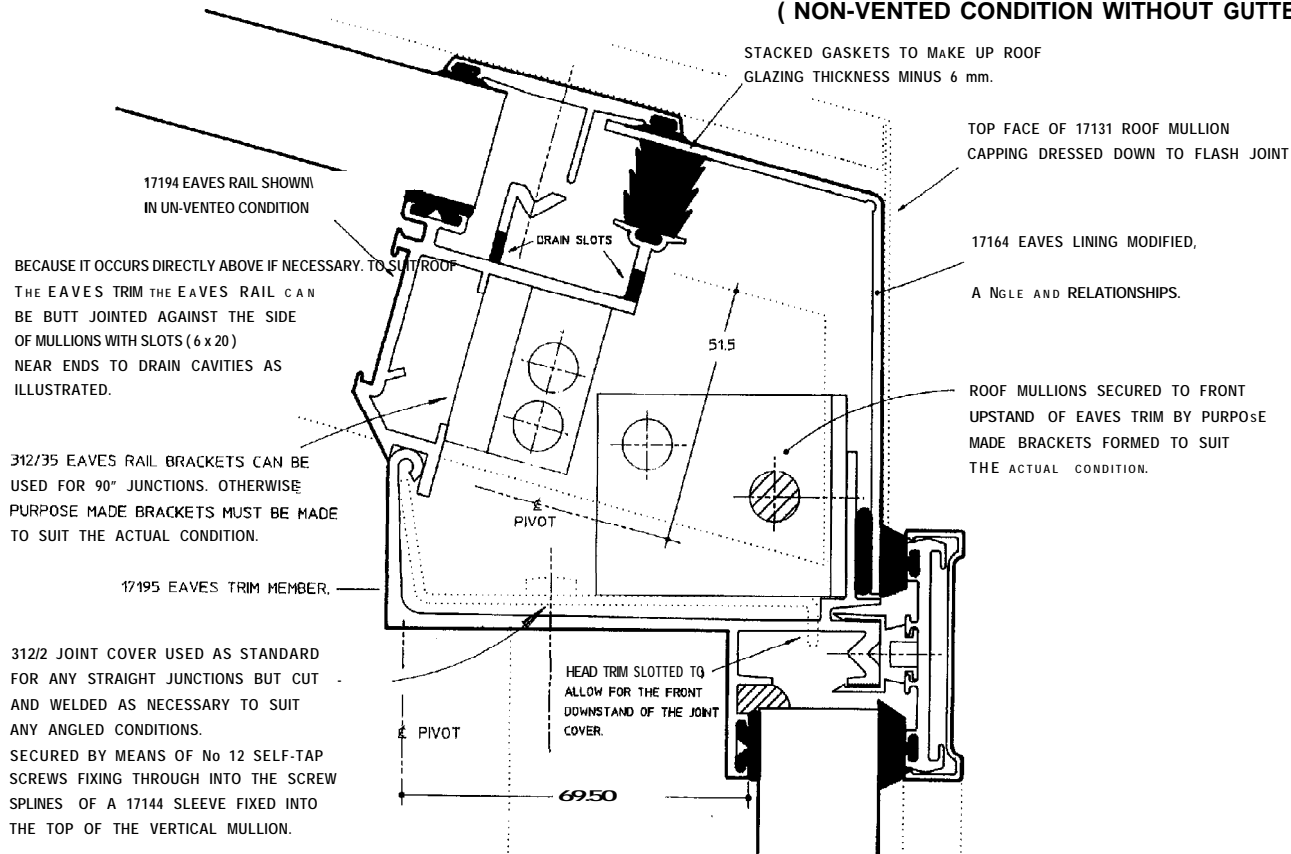 ( NON-VENTED CONDITION WITHOUT GUTTE
STACKED GASKETS TO MAKE UP ROOF
GLAZING THICKNESS MINUS 6 mm.
TOP FACE OF 17131 ROOF MULLION
CAPPING DRESSED DOWN TO FLASH JOINT
17194 EAVES RAIL SHOWN\
IN UN-VENTEO CONDITION
DRAIN SLOTS
17164 EAVES LINING MODIFIED,
A NGLE AND RELATIONSHIPS.
BECAUSE IT OCCURS DIRECTLY ABOVE IF NECESSARY. TO SUIT ROOF
THE EAVES TRIM THE EAVES RAIL CAN
BE BUTT JOINTED AGAINST THE SIDE
OF MULLIONS WITH SLOTS ( 6 x 20 )
NEAR ENDS TO DRAIN CAVITIES AS
ILLUSTRATED.
51.5
ROOF MULLIONS SECURED TO FRONT
UPSTAND OF EAVES TRIM BY PURPOsE
MADE BRACKETS FORMED TO SUIT
THE ACTUAL CONDITION.
312/35 EAVES RAIL BRACKETS CAN BE
USED FOR 90" JUNCTIONS. OTHERWISE
PURPOSE MADE BRACKETS MUST BE MADE
TO SUIT THE ACTUAL CONDITION.
℄
PIVOT
17195 EAVES TRIM MEMBER,
312/2 JOINT COVER USED AS STANDARD
FOR ANY STRAIGHT JUNCTIONS BUT CUT -
AND WELDED AS NECESSARY TO SUIT
ANY ANGLED CONDITIONS.
SECURED BY MEANS OF No 12 SELF-TAP
SCREWS FIXING THROUGH INTO THE SCREW
SPLINES OF A 17144 SLEEVE FIXED INTO
THE TOP OF THE VERTICAL MULLION.
HEAD TRIM SLOTTED TO
ALLOW FOR THE FRONT
DOWNSTAND OF THE JOINT
COVER.
℄ PIVOT
69.50